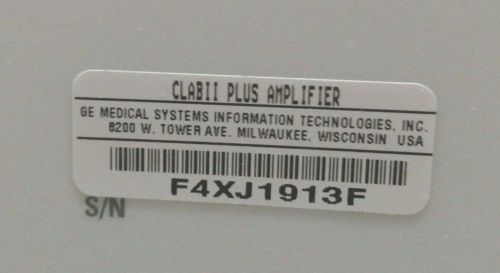 CLABII PLUS AMPLIFIER
GE MEDICAL SYSTEMS INFORMATION TECHNOLOGIES, INC.
8200 W. TOWER AVE. MILWAUKEE, WISCONSIN USA
F4XJ1913F
S/N